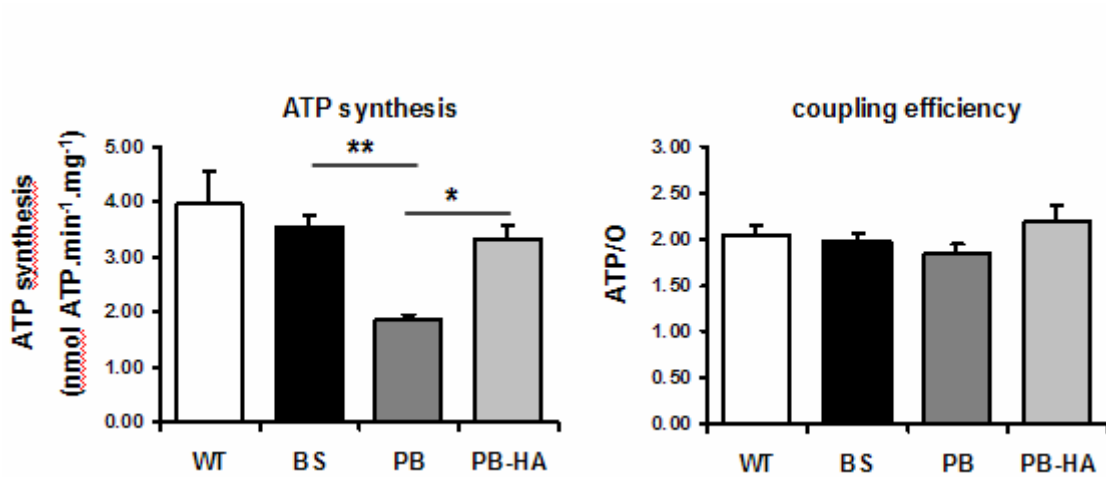 ATP synthesis
ATP synthesis
(nmol ATP.min⁻¹.mg⁻¹)
5.00
4.00
3.00
2.00
1.00
0.00
**
*
WT BS PB PB-HA
coupling efficiency
ATP/O
3.00
2.50
2.00
1.50
1.00
0.50
0.00
WT BS PB PB-HA